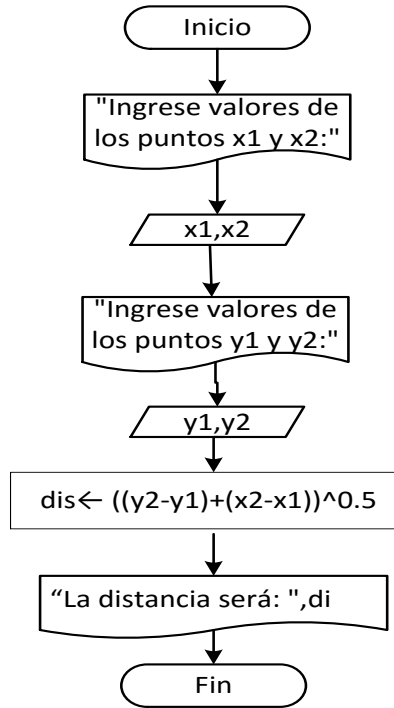 Inicio
"Ingrese valores de
los puntos x1 y x2:"
x1,x2
"Ingrese valores de
los puntos y1 y y2:"
y1,y2
dis← ((y2-y1)+(x2-x1))^0.5
“La distancia será: ",di
Fin